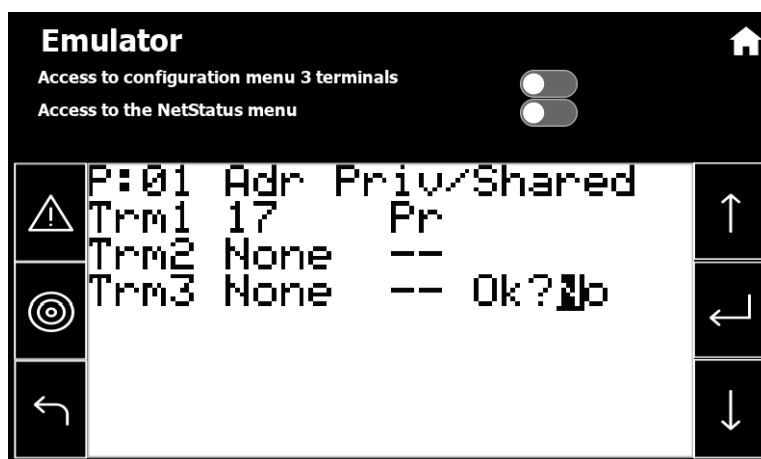 Emulator
Access to configuration menu 3 terminals
Access to the NetStatus menu
P:01 Adr Priv/Shared
Trm1 17 Pr
Trm2 None --
Trm3 None -- Ok?No